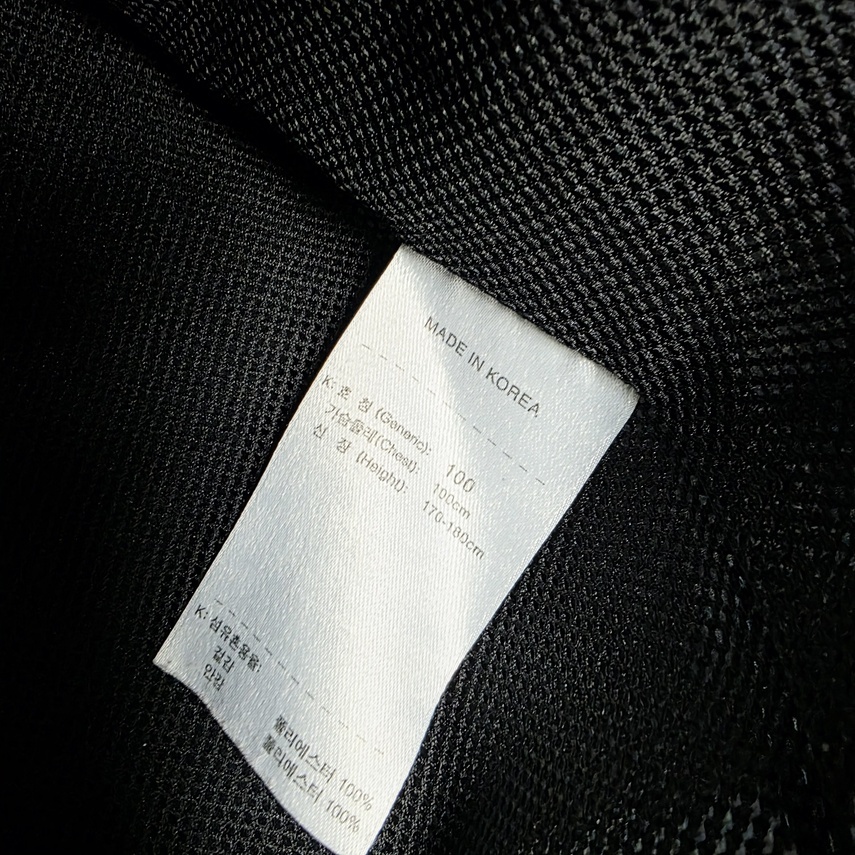 MADE IN KOREA
K: 호 칭 (Generic): 100
가슴둘레(Chest): 100cm
신 장 (Height): 170-180cm
K: 섬유혼용율:
겉감 폴리에스터 100%
안감 폴리에스터 100%